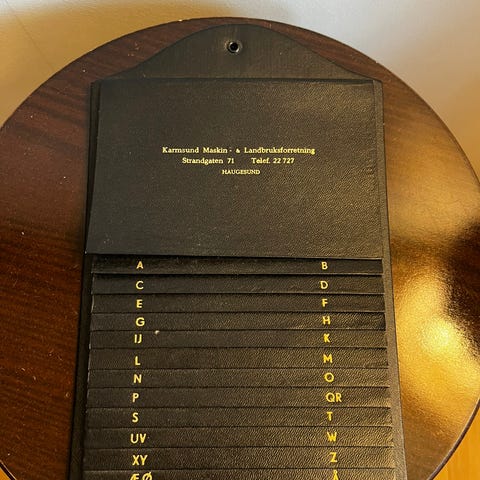 Karmsund Maskin- & Landbruksforretning
Strandgaten 71 Telef. 22 727
HAUGESUND
A B
C D
E F
G H
IJ K
L M
N O
P QR
S T
UV W
XY Z
ÆØ Å